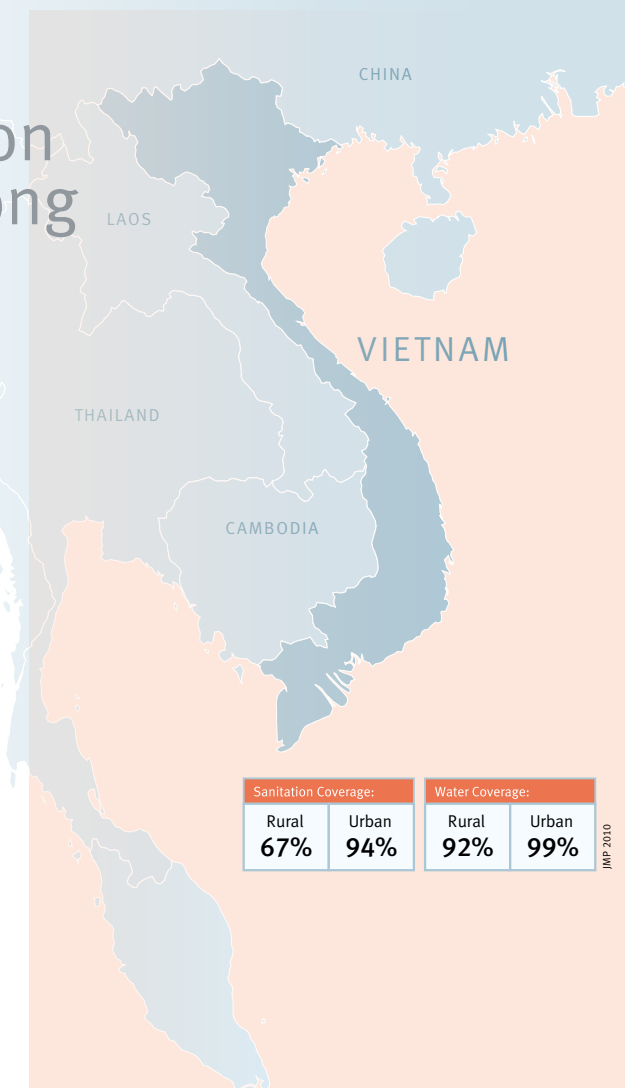 CHINA
LAOS
VIETNAM
THAILAND
CAMBODIA
Sanitation Coverage:
Rural Urban
67% 94%
Water Coverage:
Rural Urban
92% 99%
JMP 2010